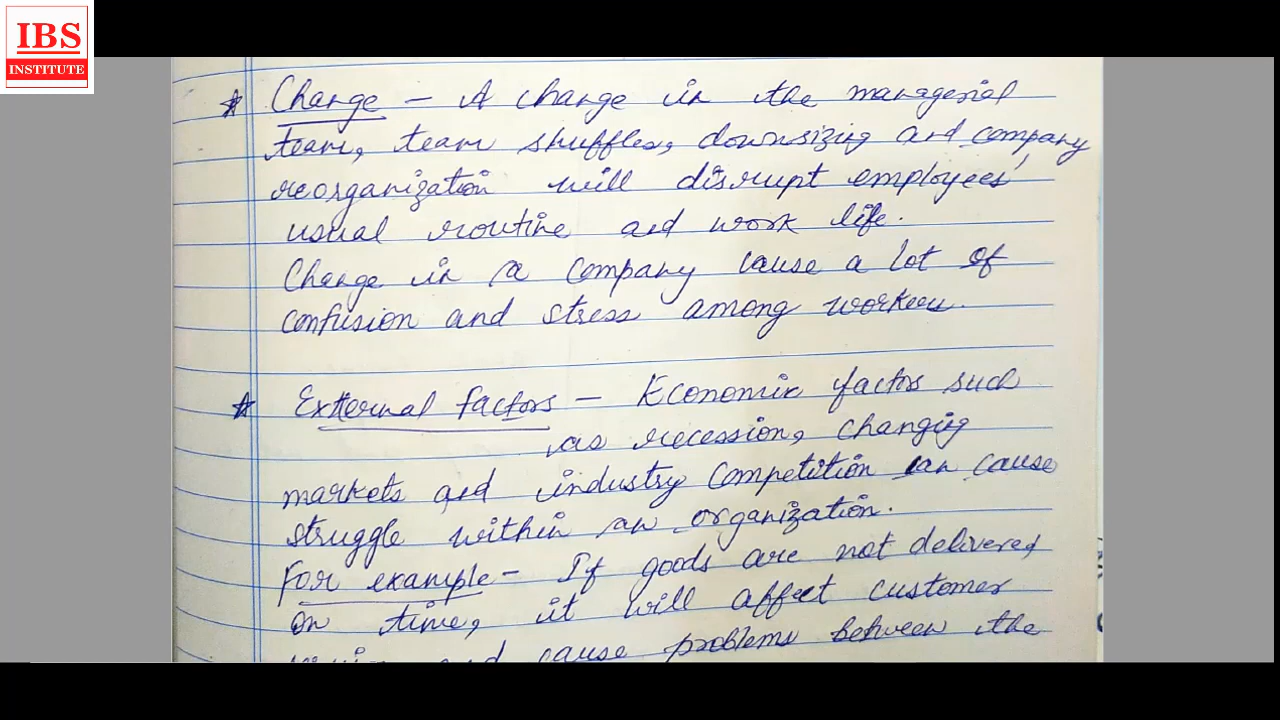 IBS
INSTITUTE
* Change - A change in the managerial
team, team shuffles, downsizing and company
reorganization will disrupt employees'
usual routine and work life.
Change in a company cause a lot of
confusion and stress among workers.
* External factors - Economic factors such
as recession, changing
markets and industry competition can cause
struggle within an organization.
For example - If goods are not delivered
on time, it will affect customer
and cause problems between the